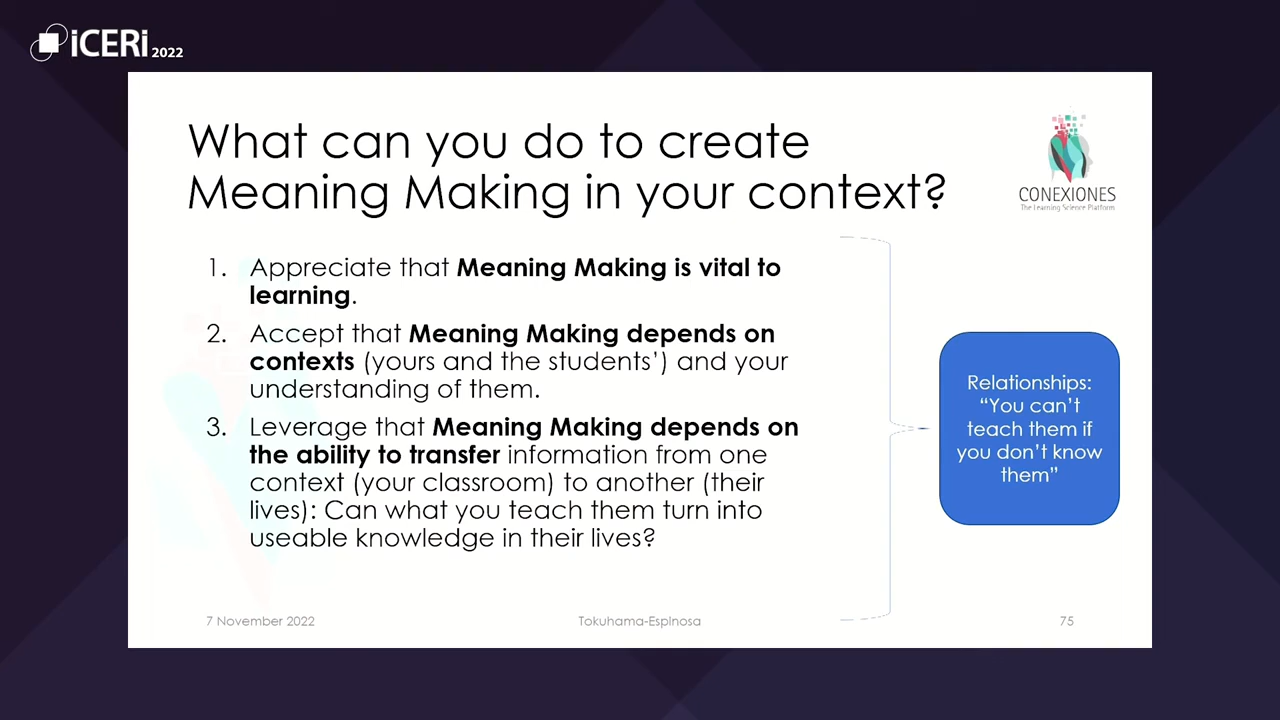 iCERi 2022
What can you do to create
Meaning Making in your context?
CONEXIONES
The Learning Science Platform
1. Appreciate that Meaning Making is vital to
learning.
2. Accept that Meaning Making depends on
contexts (yours and the students’) and your
understanding of them.
3. Leverage that Meaning Making depends on
the ability to transfer information from one
context (your classroom) to another (their
lives): Can what you teach them turn into
useable knowledge in their lives?
Relationships:
“You can’t
teach them if
you don’t know
them”
7 November 2022
Tokuhama-Espinosa
75